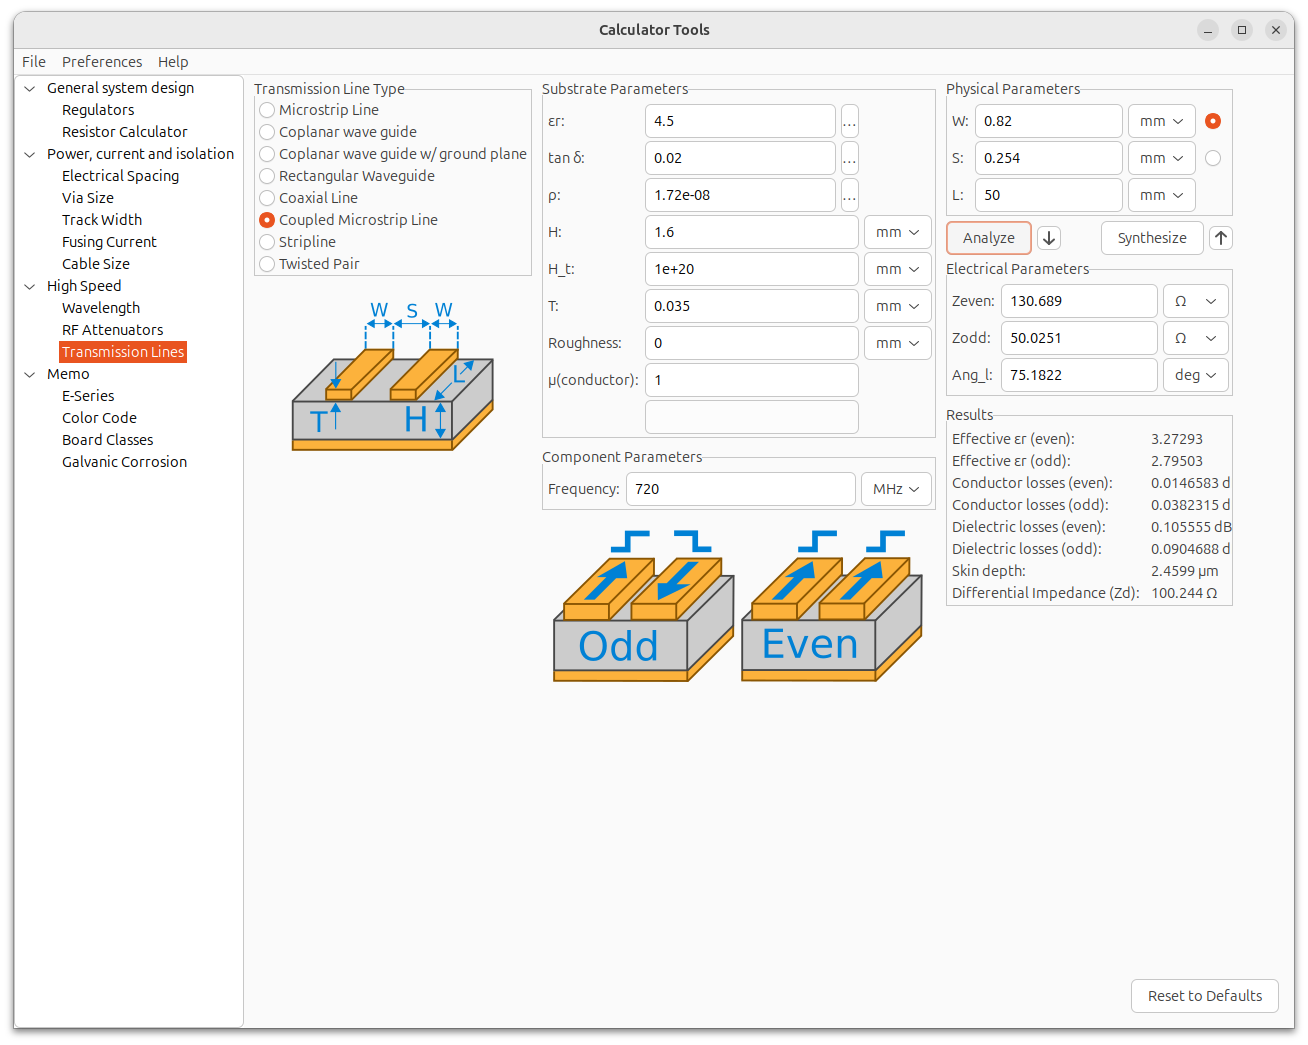 Calculator Tools
File Preferences Help
General system design
Regulators
Resistor Calculator
Power, current and isolation
Electrical Spacing
Via Size
Track Width
Fusing Current
Cable Size
High Speed
Wavelength
RF Attenuators
Transmission Lines
Memo
E-Series
Color Code
Board Classes
Galvanic Corrosion
Transmission Line Type
Microstrip Line
Coplanar wave guide
Coplanar wave guide w/ ground plane
Rectangular Waveguide
Coaxial Line
Coupled Microstrip Line
Stripline
Twisted Pair
W S W
L
T H
Substrate Parameters
εr: 4.5 ...
tan δ: 0.02 ...
ρ: 1.72e-08 ...
H: 1.6 mm
H_t: 1e+20 mm
T: 0.035 mm
Roughness: 0 mm
μ(conductor): 1
Component Parameters
Frequency: 720 MHz
Odd Even
Physical Parameters
W: 0.82 mm
S: 0.254 mm
L: 50 mm
Analyze Synthesize
Electrical Parameters
Zeven: 130.689 Ω
Zodd: 50.0251 Ω
Ang_l: 75.1822 deg
Results
Effective εr (even): 3.27293
Effective εr (odd): 2.79503
Conductor losses (even): 0.0146583 d
Conductor losses (odd): 0.0382315 d
Dielectric losses (even): 0.105555 dB
Dielectric losses (odd): 0.0904688 d
Skin depth: 2.4599 µm
Differential Impedance (Zd): 100.244 Ω
Reset to Defaults